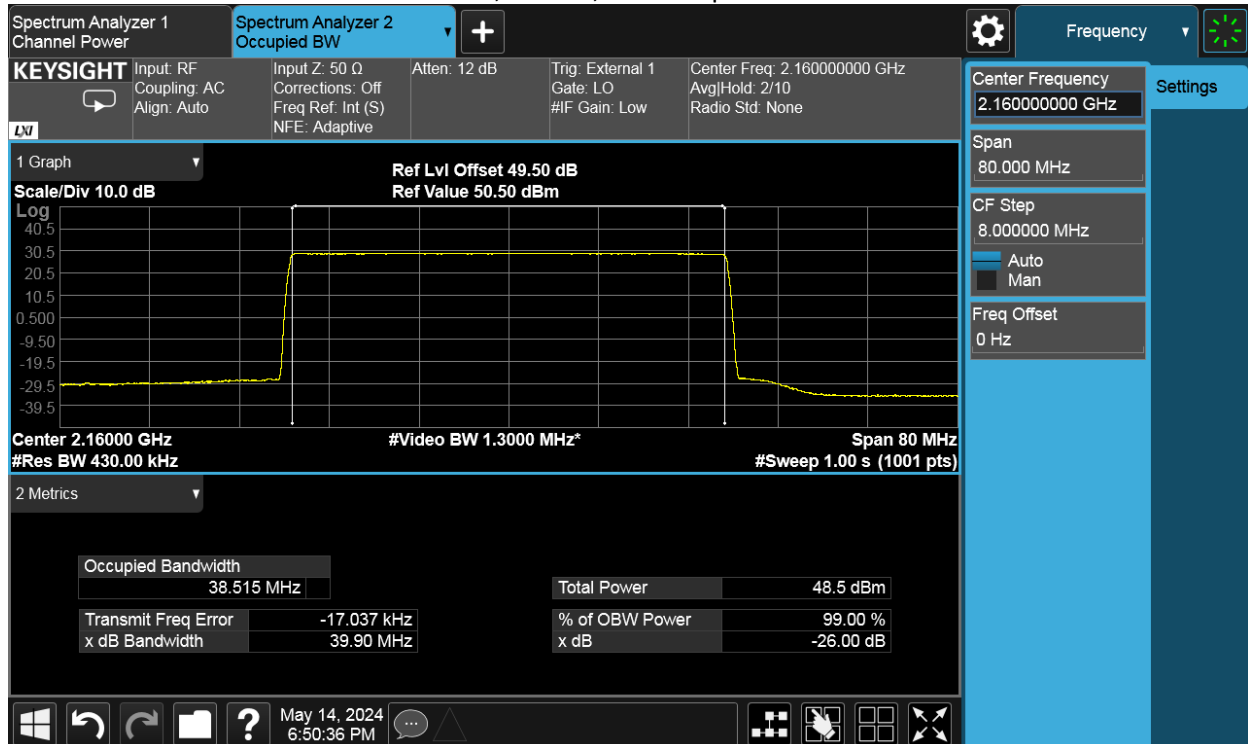 Spectrum Analyzer 1
Channel Power
Spectrum Analyzer 2
Occupied BW
Frequency
KEYSIGHT
LXI
Input: RF
Coupling: AC
Align: Auto
Input Z: 50 Ω
Corrections: Off
Freq Ref: Int (S)
NFE: Adaptive
Atten: 12 dB
Trig: External 1
Gate: LO
#IF Gain: Low
Center Freq: 2.160000000 GHz
Avg|Hold: 2/10
Radio Std: None
Center Frequency
2.160000000 GHz
Settings
Span
80.000 MHz
CF Step
8.000000 MHz
Auto
Man
Freq Offset
0 Hz
1 Graph
Scale/Div 10.0 dB
Ref Lvl Offset 49.50 dB
Ref Value 50.50 dBm
Log
40.5
30.5
20.5
10.5
0.500
-9.50
-19.5
-29.5
-39.5
Center 2.16000 GHz
#Video BW 1.3000 MHz*
Span 80 MHz
#Res BW 430.00 kHz
#Sweep 1.00 s (1001 pts)
2 Metrics
Occupied Bandwidth
38.515 MHz
Total Power 48.5 dBm
Transmit Freq Error -17.037 kHz
% of OBW Power 99.00 %
x dB Bandwidth 39.90 MHz
x dB -26.00 dB
?
May 14, 2024
6:50:36 PM